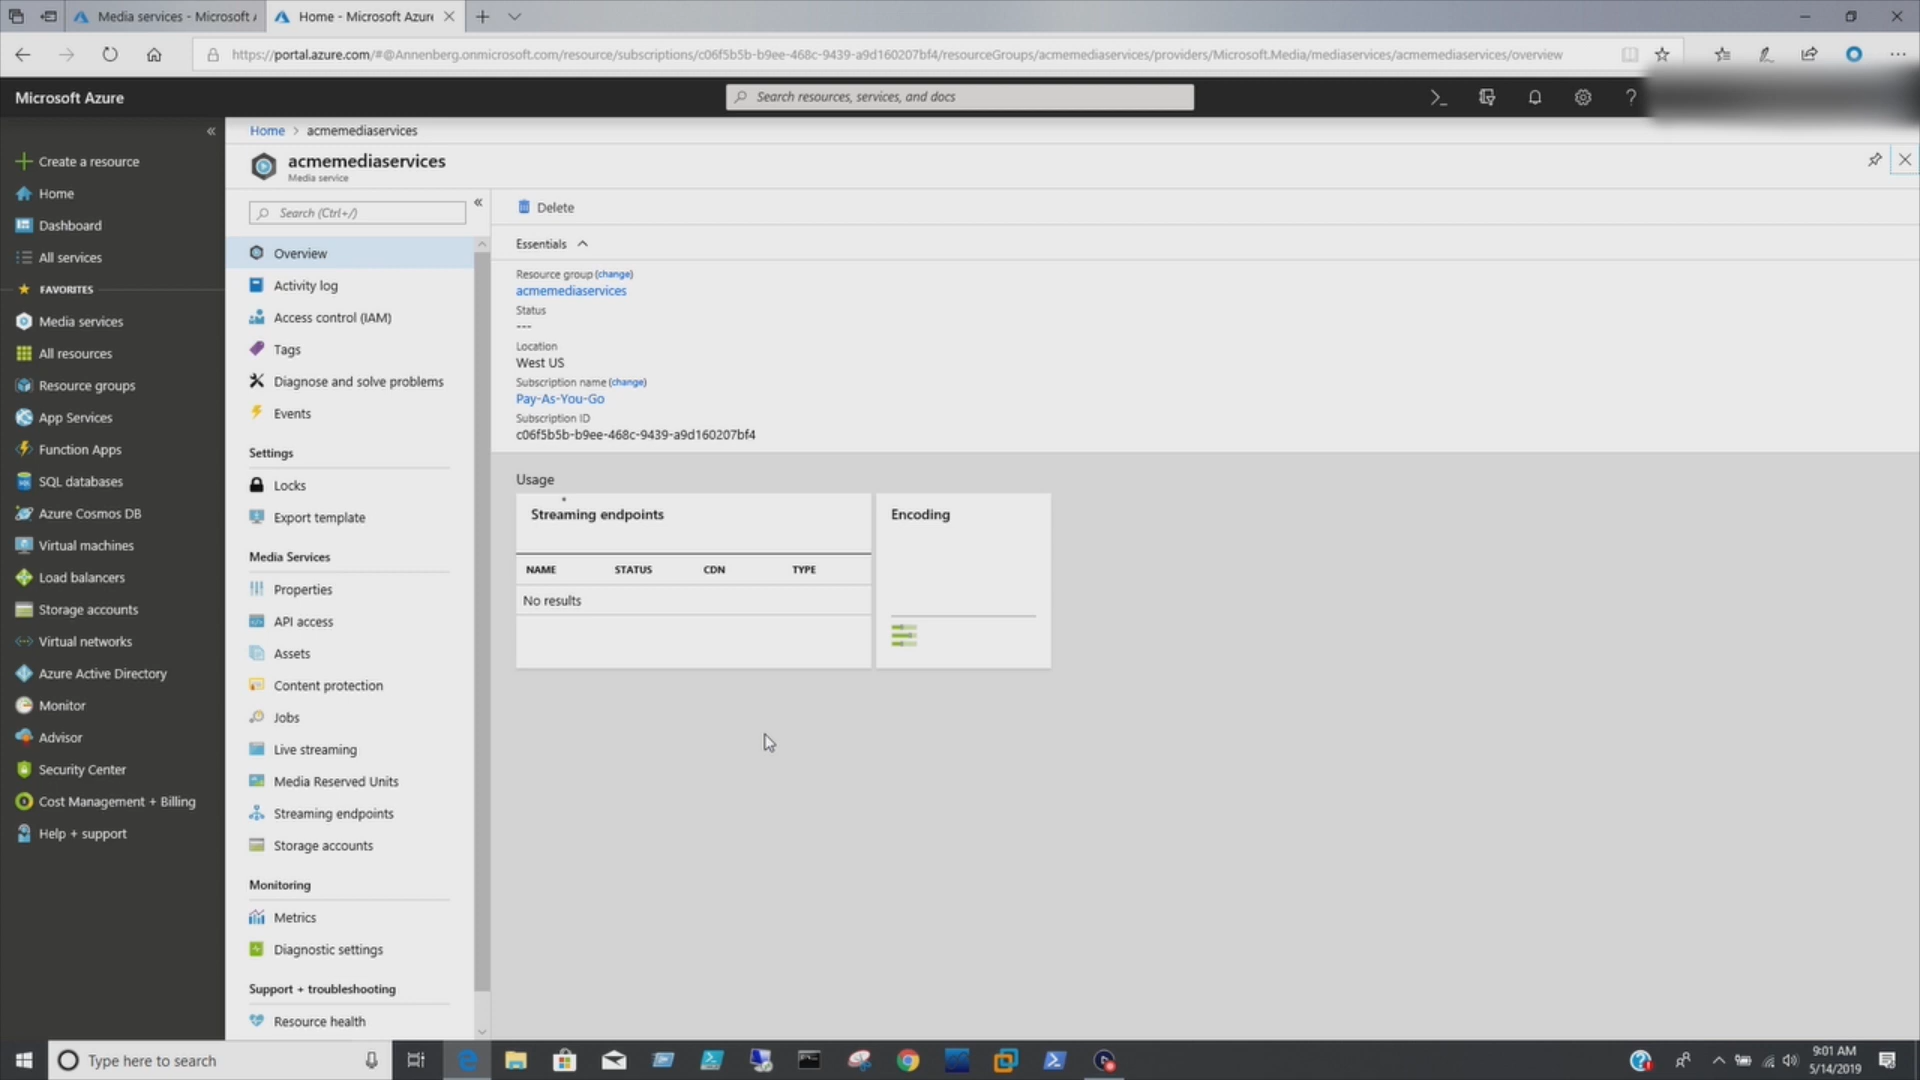 Media services - Microsoft A
Home - Microsoft Azure
https://portal.azure.com/#@Annenberg.onmicrosoft.com/resource/subscriptions/c06f5b5b-b9ee-468c-9439-a9d160207bf4/resourceGroups/acmemediaservices/providers/Microsoft.Media/mediaservices/acmemediaservices/overview
Microsoft Azure
Search resources, services, and docs
>_
?
«
Create a resource
Home
Dashboard
All services
FAVORITES
Media services
All resources
Resource groups
App Services
Function Apps
SQL databases
Azure Cosmos DB
Virtual machines
Load balancers
Storage accounts
Virtual networks
Azure Active Directory
Monitor
Advisor
Security Center
Cost Management + Billing
Help + support
Home > acmemediaservices
acmemediaservices
Media service
Search (Ctrl+/)
«
Overview
Activity log
Access control (IAM)
Tags
Diagnose and solve problems
Events
Settings
Locks
Export template
Media Services
Properties
API access
Assets
Content protection
Jobs
Live streaming
Media Reserved Units
Streaming endpoints
Storage accounts
Monitoring
Metrics
Diagnostic settings
Support + troubleshooting
Resource health
Delete
Essentials
Resource group (change)
acmemediaservices
Status
---
Location
West US
Subscription name (change)
Pay-As-You-Go
Subscription ID
c06f5b5b-b9ee-468c-9439-a9d160207bf4
Usage
Streaming endpoints
NAME STATUS CDN TYPE
No results
Encoding
Type here to search
9:01 AM
5/14/2019